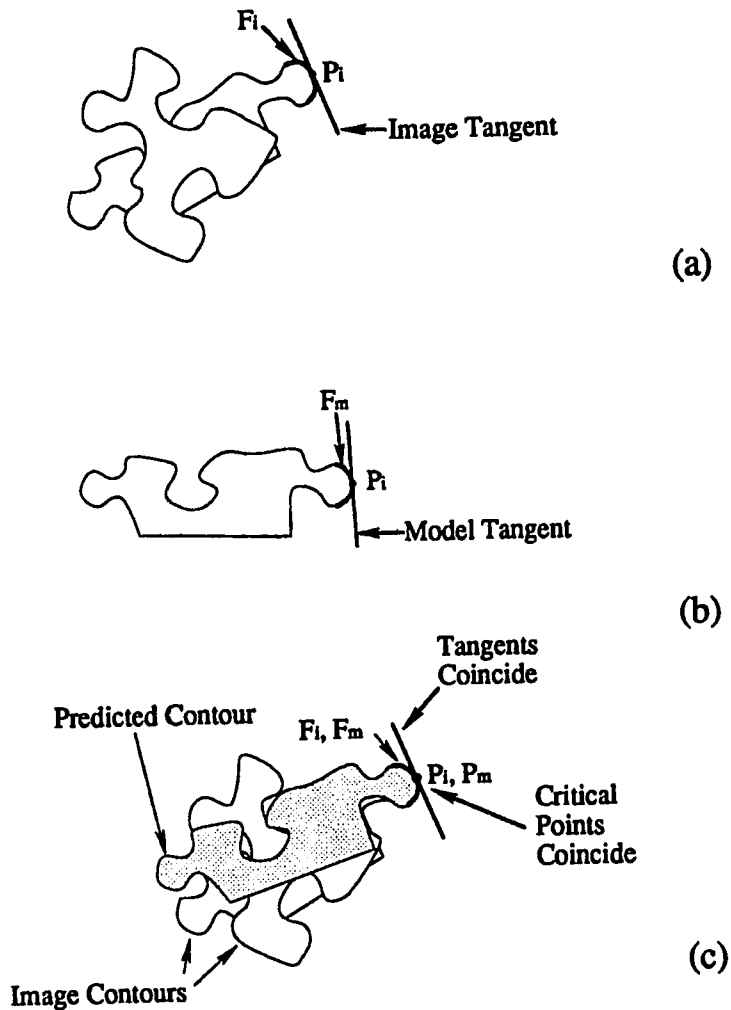 Fi
Pi
Image Tangent
(a)
Fm
Pi
Model Tangent
(b)
Tangents
Coincide
Predicted Contour
Fi, Fm
Pi, Pm
Critical
Points
Coincide
Image Contours
(c)